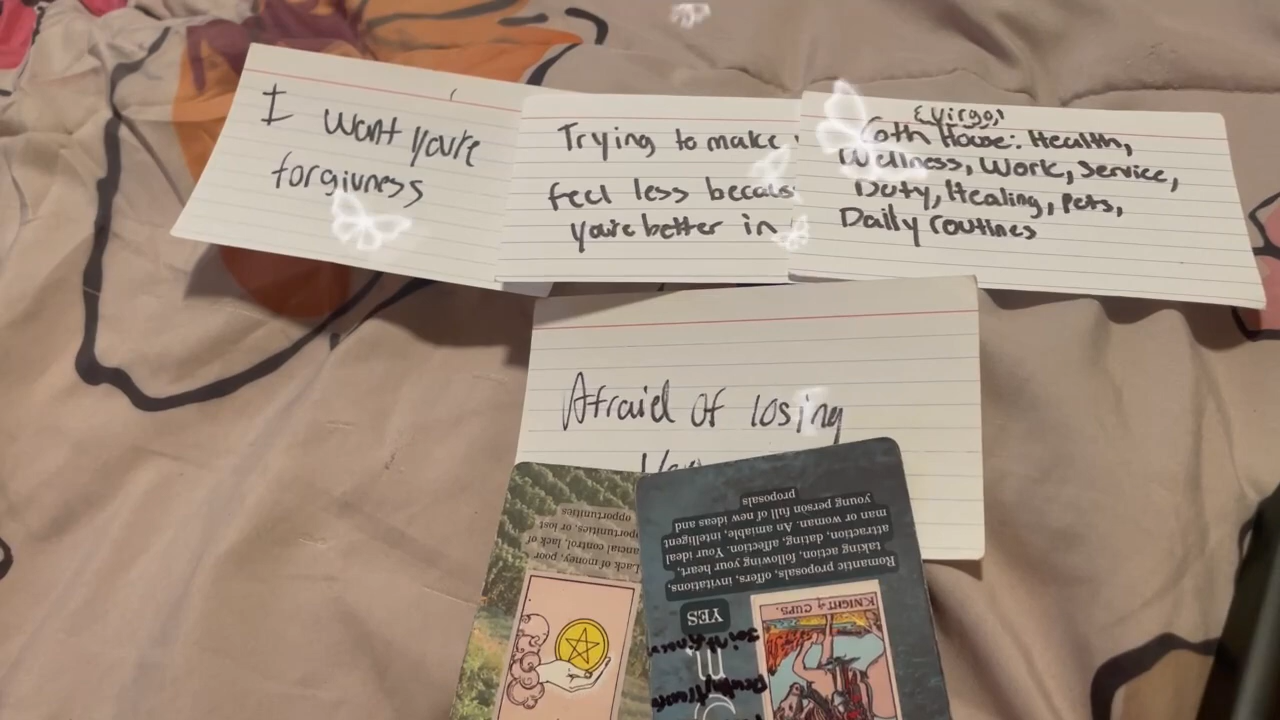 I Want You're
forgivness
Trying to make
feel less becaus
you're better in
{Virgo}
6th House: Health,
Wellness, Work, Service,
Duty, Healing, Pets,
Daily routines
Afraid of losing
Lack of money, poor
ancial control, lack of
portunities, or lost
opportunities
KNIGHT of CUPS.
YES
Romantic proposals, offers, invitations,
taking action, following your heart,
attraction, dating, affection. Your ideal
man or woman. An amiable, intelligent
young person full of new ideas and
proposals